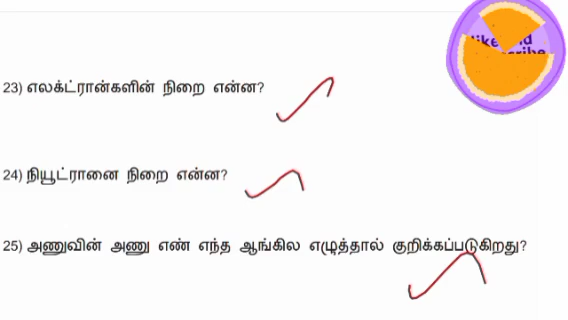 23) எலக்ட்ரான்களின் நிறை என்ன?
24) நியூட்ரானை நிறை என்ன?
25) அணுவின் அணு எண் எந்த ஆங்கில எழுத்தால் குறிக்கப்படுகிறது?